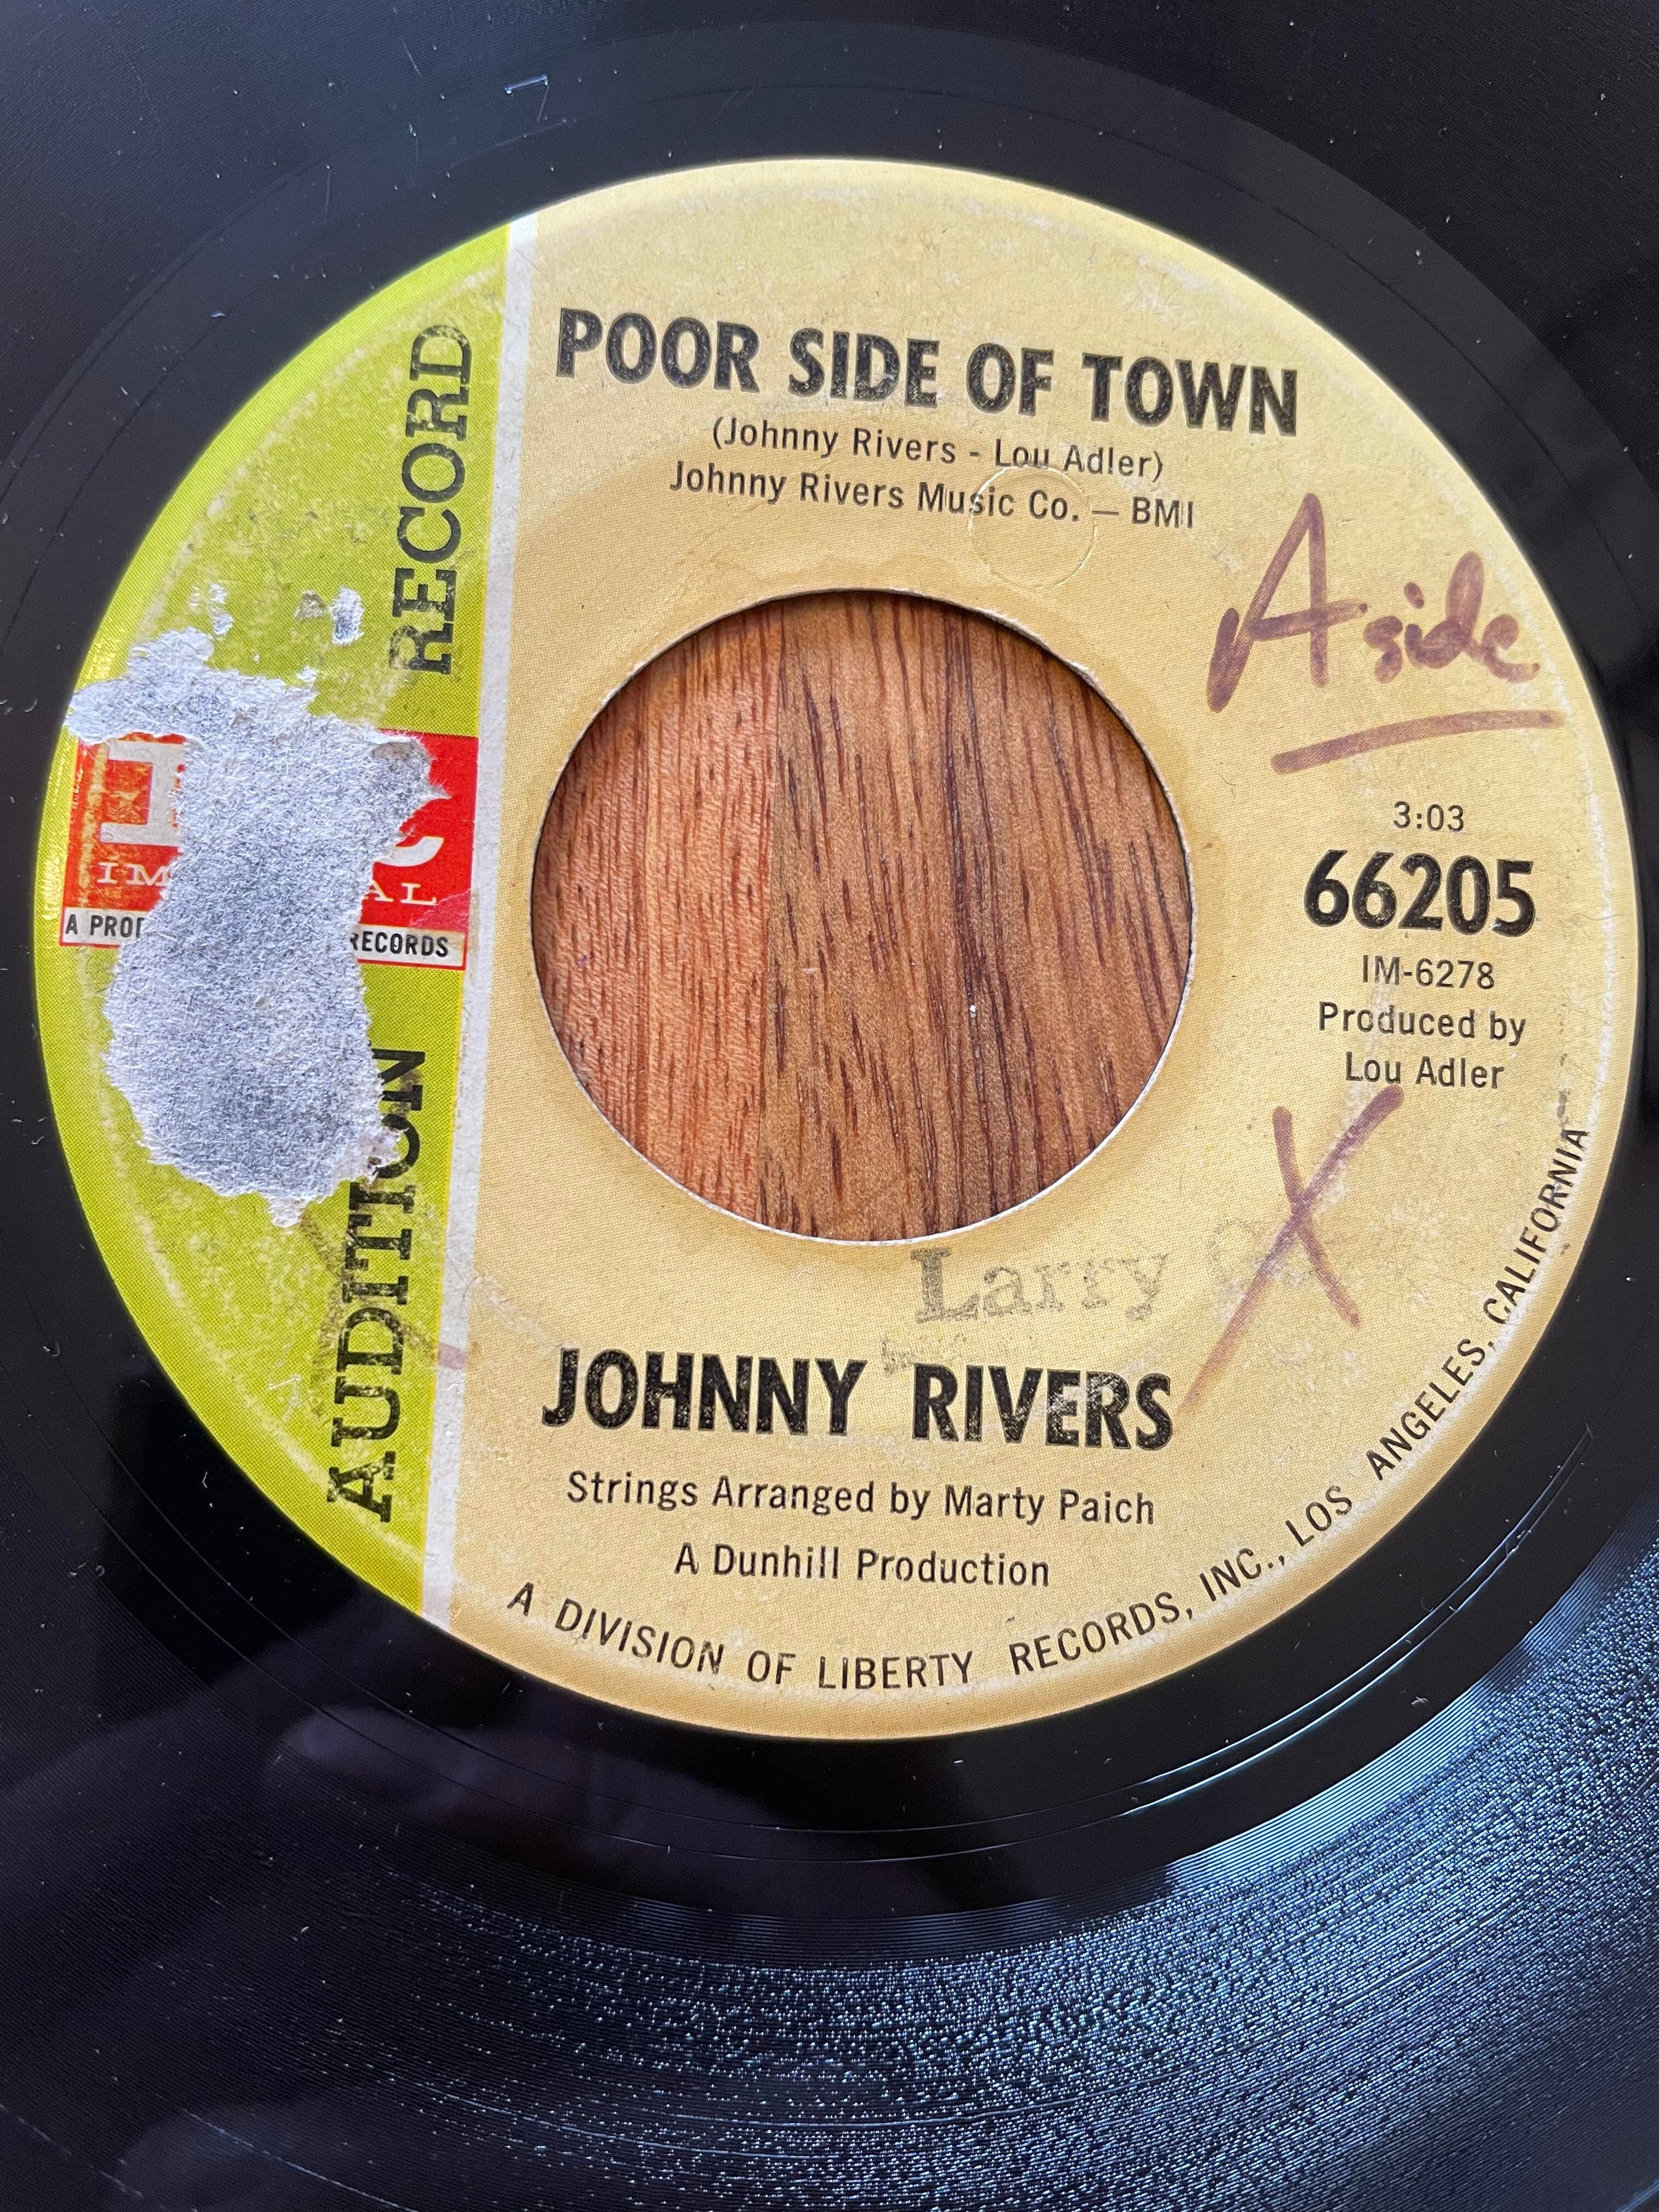 POOR SIDE OF TOWN
(Johnny Rivers - Lou Adler)
Johnny Rivers Music Co. — BMI
A side
3:03
66205
IM-6278
Produced by
Lou Adler
X
AUDITION RECORD
A
RECORDS
Larry
JOHNNY RIVERS
Strings Arranged by Marty Paich
A Dunhill Production
A DIVISION OF LIBERTY RECORDS, INC., LOS ANGELES, CALIFORNIA